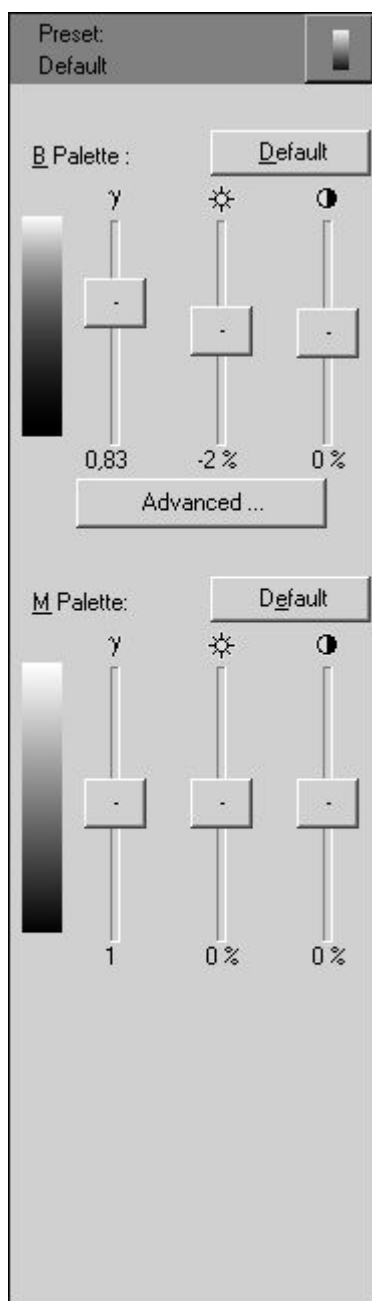 Preset:
Default
B Palette : Default
γ
0,83 -2 % 0 %
Advanced ...
M Palette: Default
γ
1 0 % 0 %